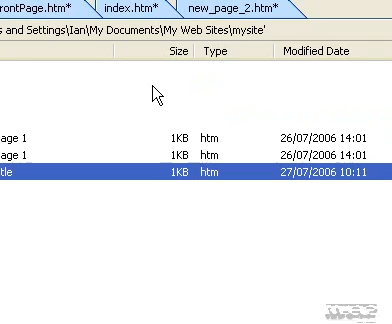 rontPage.htm* index.htm* new_page_2.htm*
s and Settings\Ian\My Documents\My Web Sites\mysite'
Size Type Modified Date
age 1 1KB htm 26/07/2006 14:01
age 1 1KB htm 26/07/2006 14:01
tle 1KB htm 27/07/2006 10:11